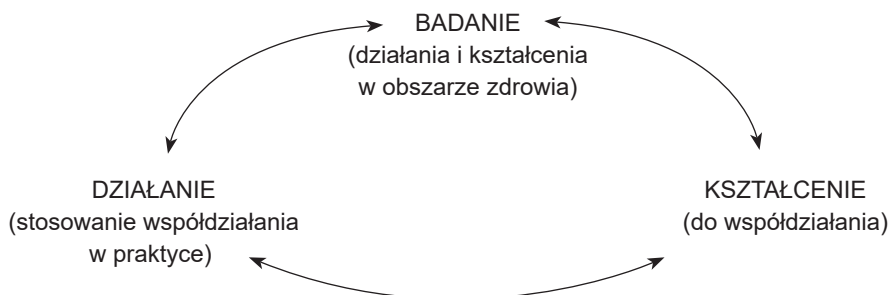 BADANIE
(działania i kształcenia
w obszarze zdrowia)
DZIAŁANIE
(stosowanie współdziałania
w praktyce)
KSZTAŁCENIE
(do współdziałania)